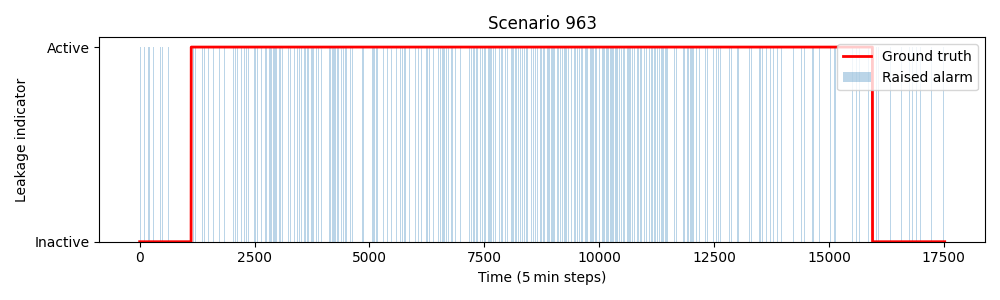 Scenario 963
Active
Ground truth
Raised alarm
Leakage indicator
Inactive
0 2500 5000 7500 10000 12500 15000 17500
Time (5 min steps)